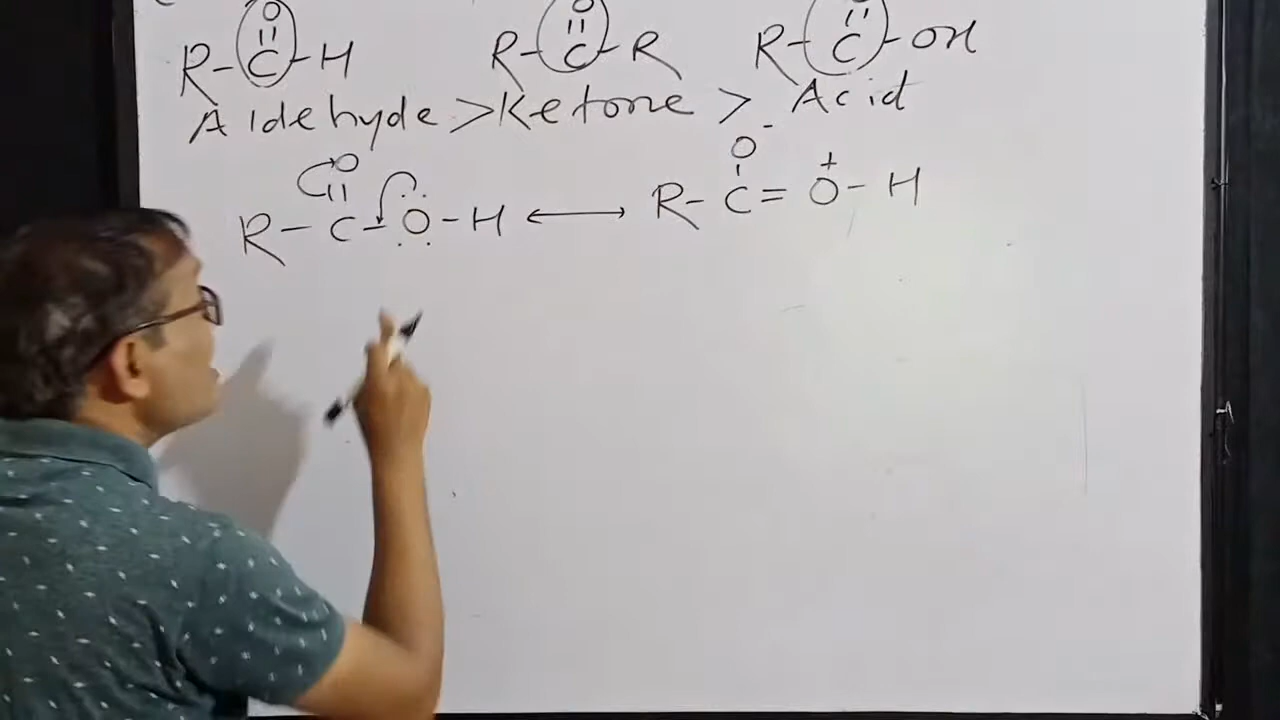 O O O
|| || ||
R-C-H R-C-R R-C-OH
Aldehyde > Ketone > Acid
O O⁻ +
|| |
R-C-O-H ⟷ R-C=O-H